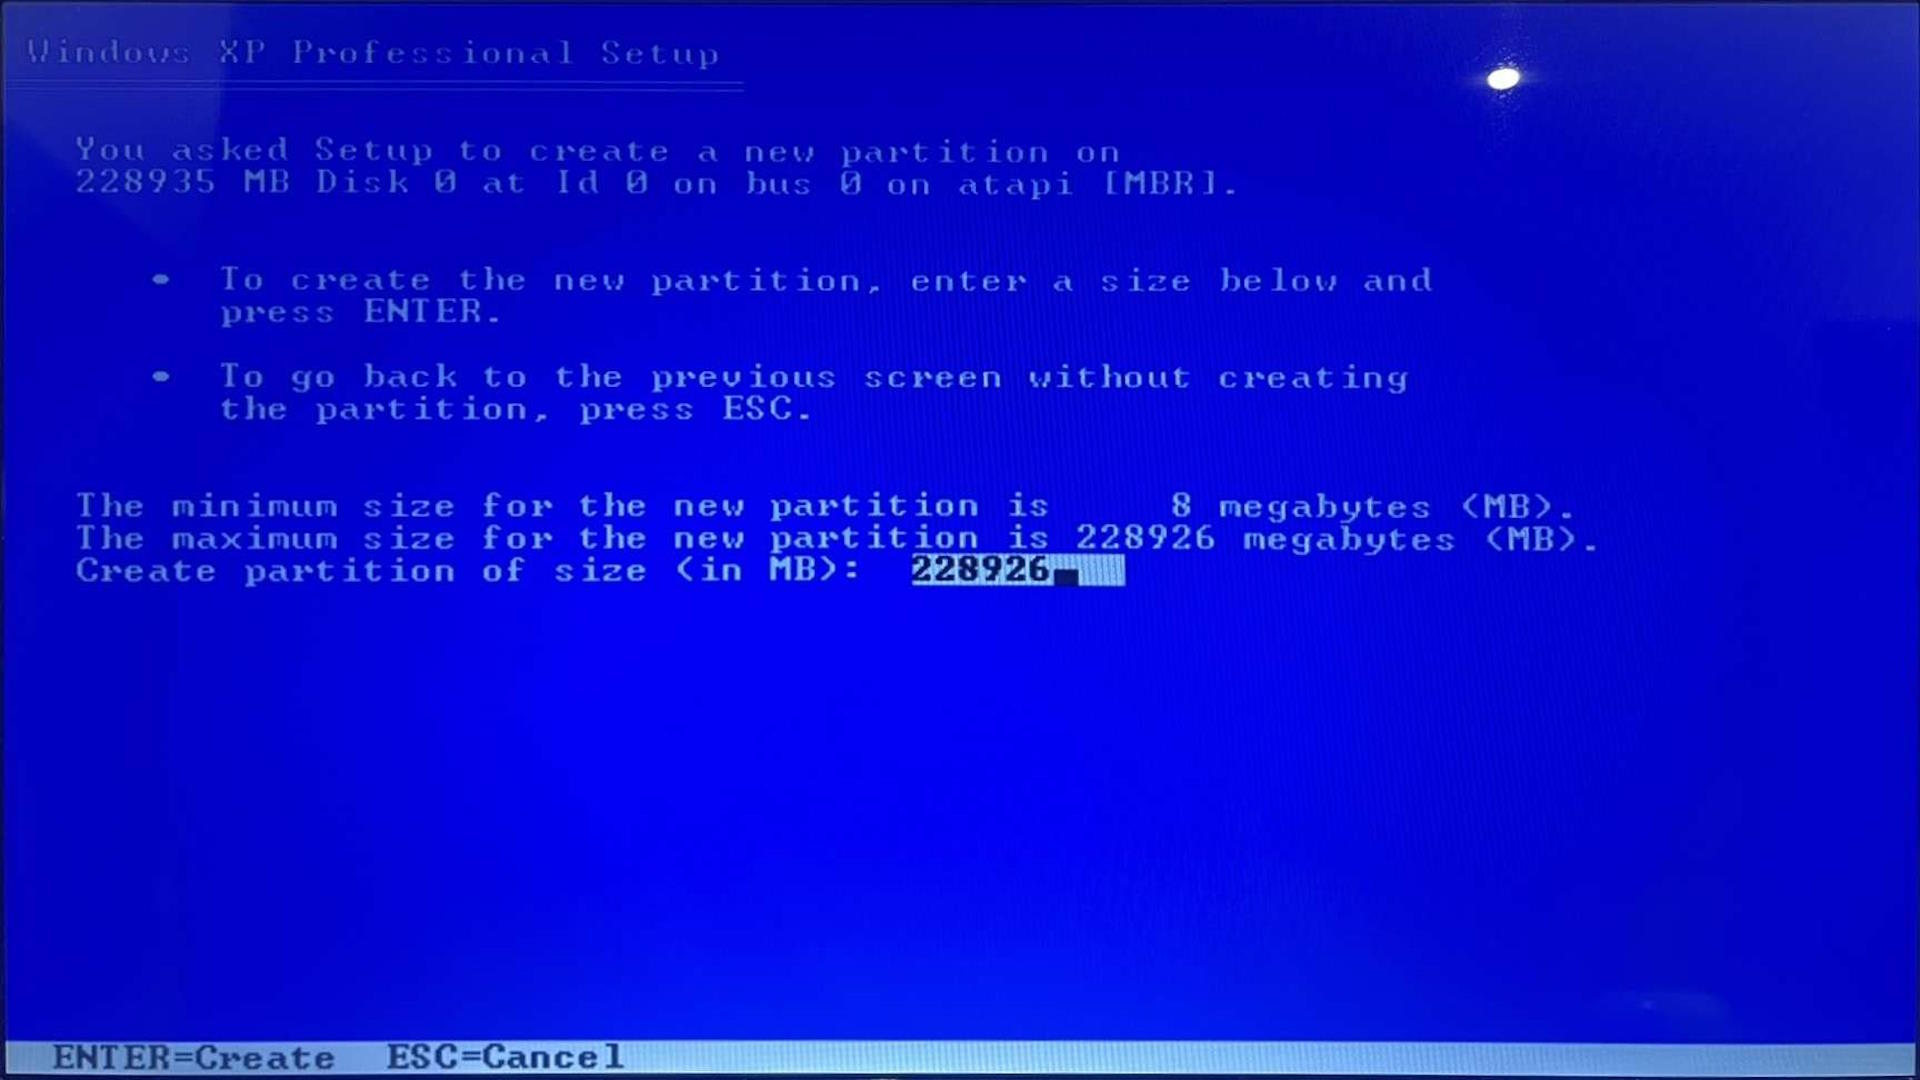 Windows XP Professional Setup
You asked Setup to create a new partition on
228935 MB Disk 0 at Id 0 on bus 0 on atapi [MBR].
• To create the new partition, enter a size below and
press ENTER.
• To go back to the previous screen without creating
the partition, press ESC.
The minimum size for the new partition is 8 megabytes (MB).
The maximum size for the new partition is 228926 megabytes (MB).
Create partition of size (in MB): 228926
ENTER=Create ESC=Cancel